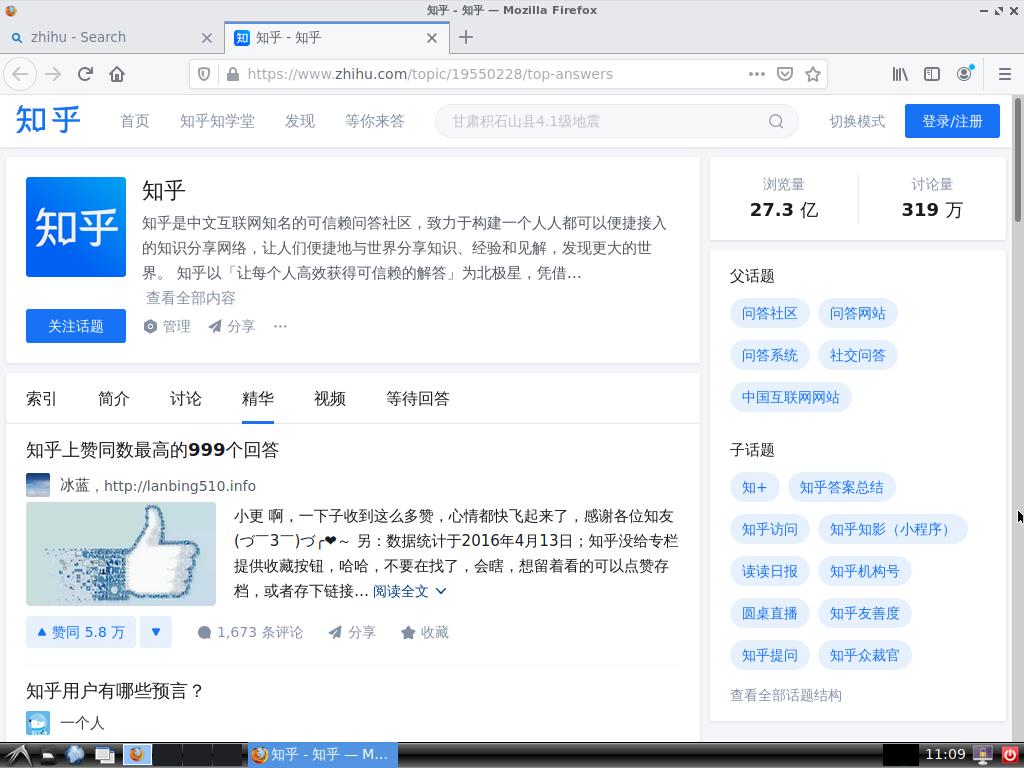 知乎 - 知乎 — Mozilla Firefox
zhihu - Search
知乎 - 知乎
https://www.zhihu.com/topic/19550228/top-answers
知乎
首页
知乎知学堂
发现
等你来答
甘肃积石山县4.1级地震
切换模式
登录/注册
知乎
知乎
知乎是中文互联网知名的可信赖问答社区，致力于构建一个人人都可以便捷接入
的知识分享网络，让人们便捷地与世界分享知识、经验和见解，发现更大的世
界。 知乎以「让每个人高效获得可信赖的解答」为北极星，凭借...
查看全部内容
关注话题
管理
分享
浏览量
27.3 亿
讨论量
319 万
索引
简介
讨论
精华
视频
等待回答
知乎上赞同数最高的999个回答
冰蓝，http://lanbing510.info
小更 啊，一下子收到这么多赞，心情都快飞起来了，感谢各位知友
(づ￣3￣)づ╭❤～ 另：数据统计于2016年4月13日；知乎没给专栏
提供收藏按钮，哈哈，不要在找了，会瞎，想留着看的可以点赞存
档，或者存下链接... 阅读全文
赞同 5.8 万
1,673 条评论
分享
收藏
知乎用户有哪些预言？
一个人
父话题
问答社区
问答网站
问答系统
社交问答
中国互联网网站
子话题
知+
知乎答案总结
知乎访问
知乎知影（小程序）
读读日报
知乎机构号
圆桌直播
知乎友善度
知乎提问
知乎众裁官
查看全部话题结构
知乎 - 知乎 — M...
11:09